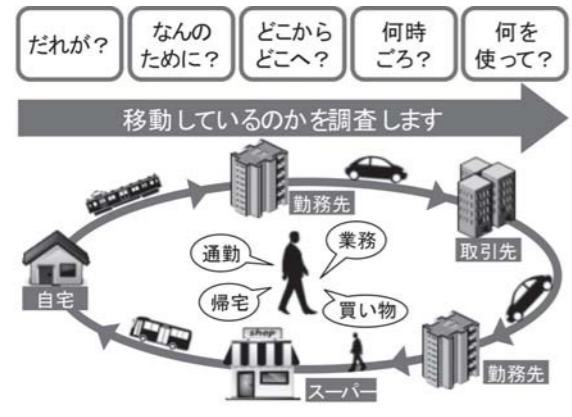 だれが？
なんの
ために？
どこから
どこへ？
何時
ごろ？
何を
使って？
移動しているのかを調査します
勤務先
取引先
通勤
業務
自宅
帰宅
買い物
shop
スーパー
勤務先